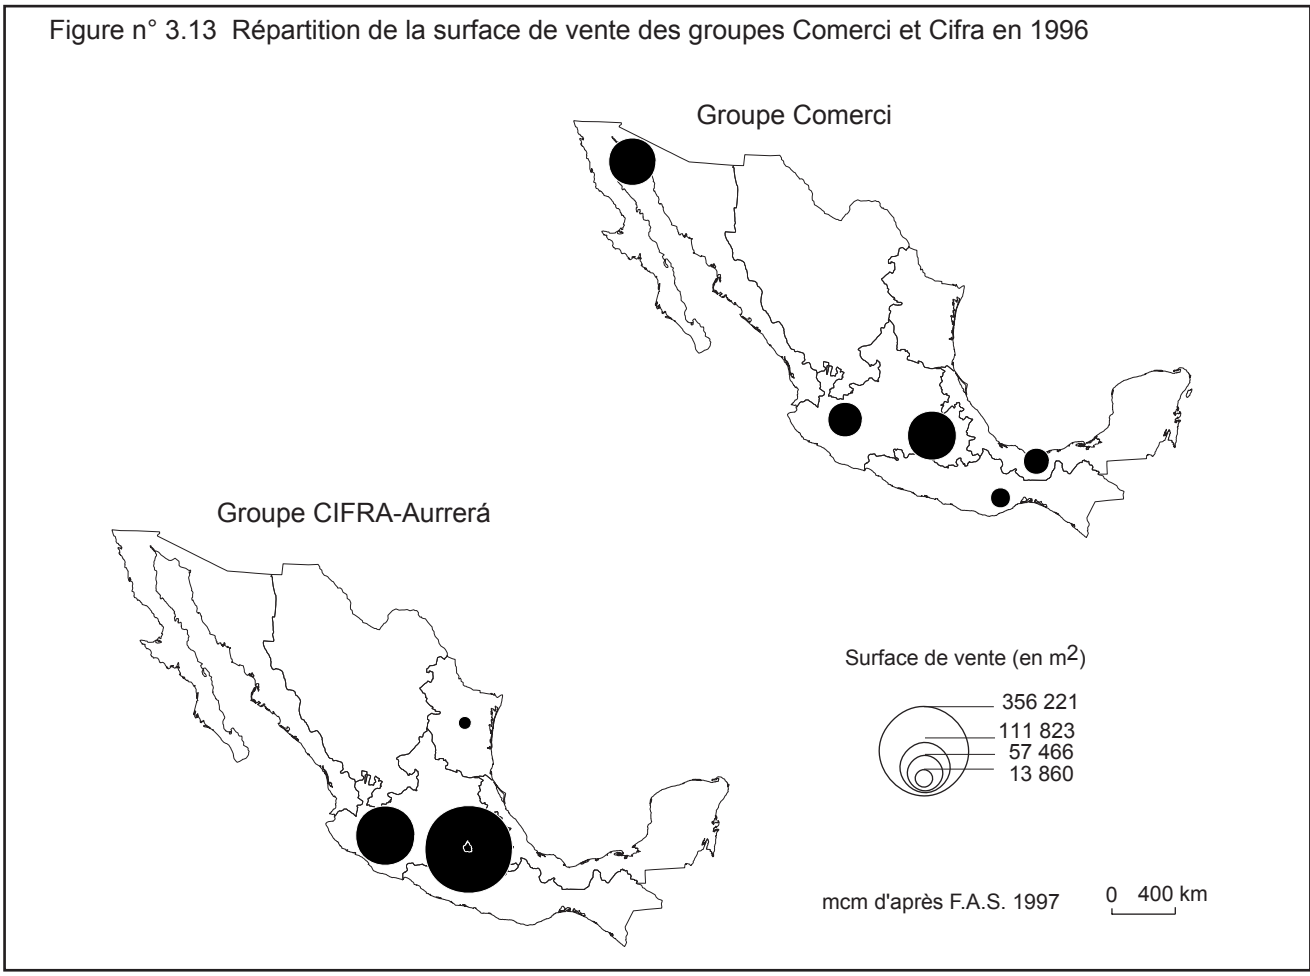 Figure n° 3.13 Répartition de la surface de vente des groupes Comerci et Cifra en 1996
Groupe Comerci
Groupe CIFRA-Aurrerá
Surface de vente (en m2)
356 221
111 823
57 466
13 860
mcm d'après F.A.S. 1997
0 400 km